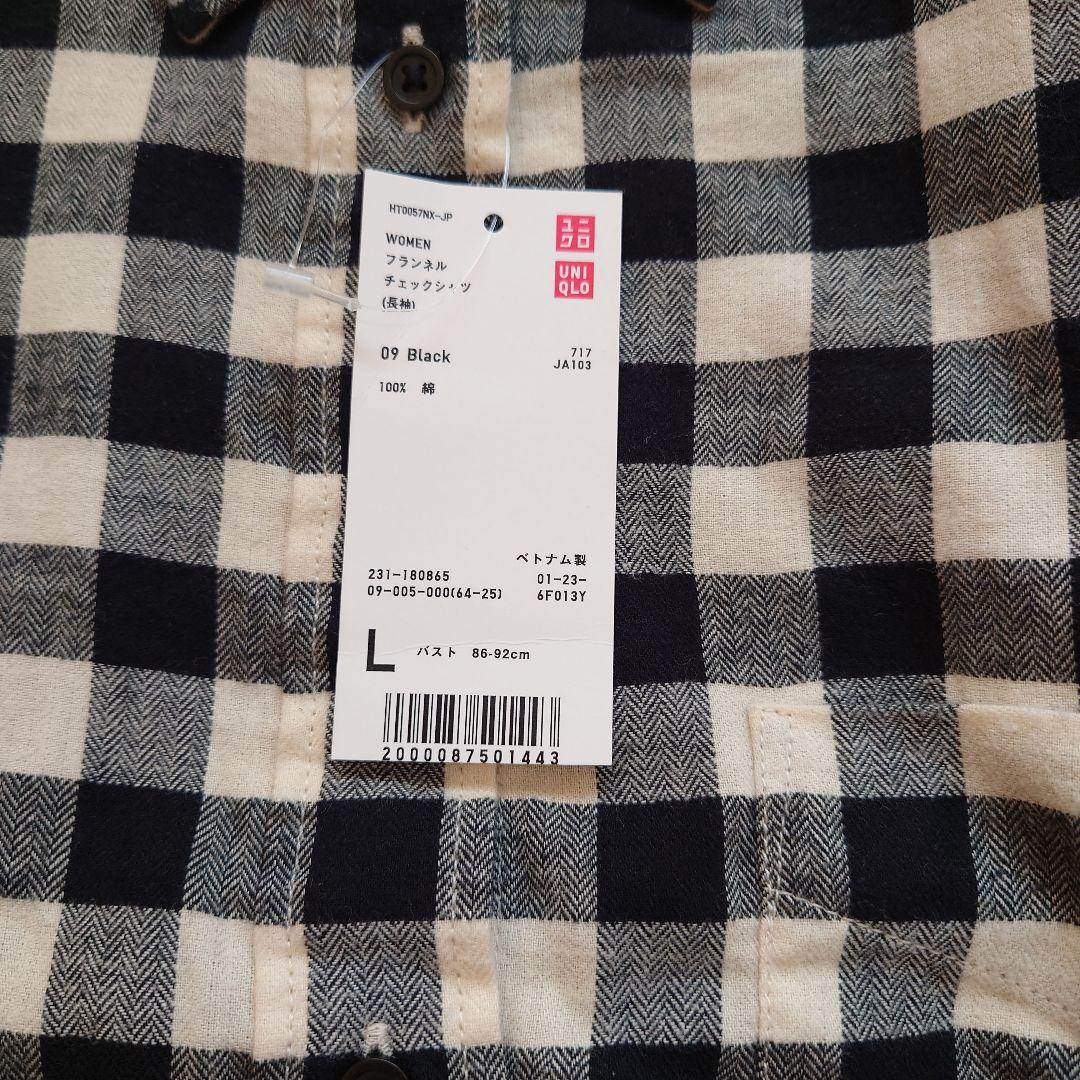 HT0057NX-JP
ユニ
クロ
UNI
QLO
WOMEN
フランネル
チェックシャツ
(長袖)
09 Black
717
JA103
100% 綿
ベトナム製
231-180865 01-23-
09-005-000(64-25) 6F013Y
L バスト 86-92cm
2000087501443